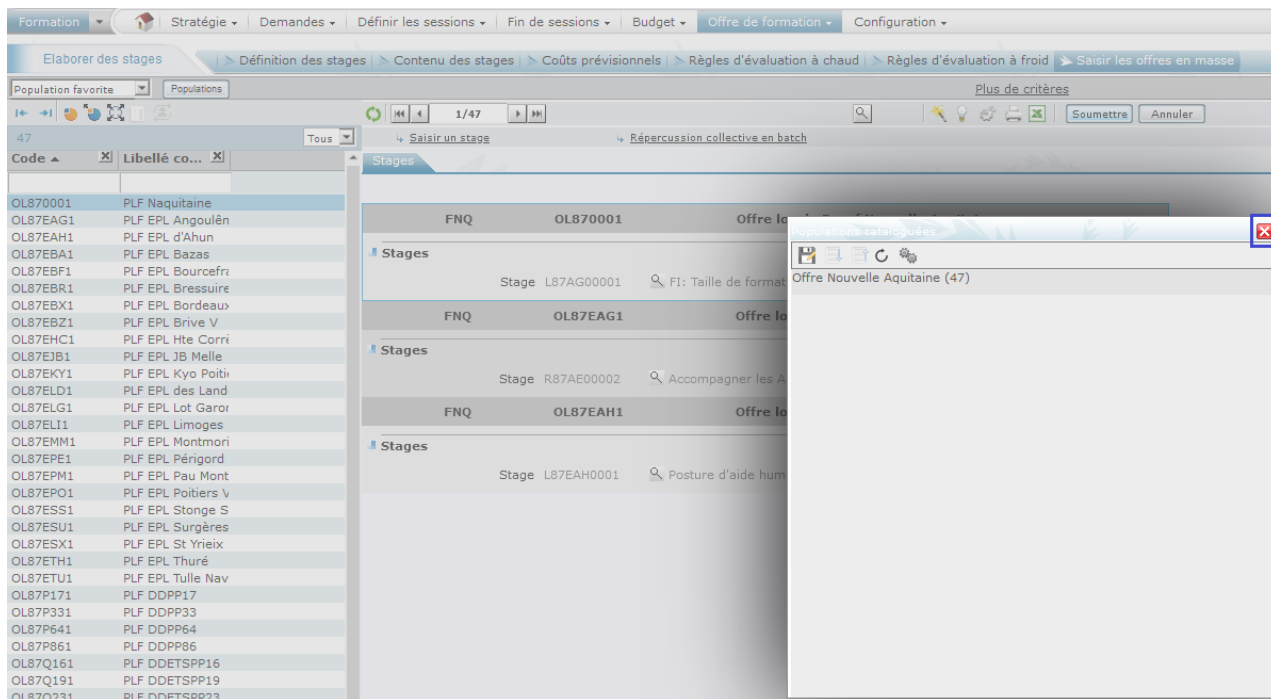 Formation Stratégie Demandes Définir les sessions Fin de sessions Budget Offre de formation Configuration
Elaborer des stages Définition des stages Contenu des stages Coûts prévisionnels Règles d'évaluation à chaud Règles d'évaluation à froid Saisir les offres en masse
Population favorite Populations Plus de critères
1/47 Soumettre Annuler
47 Tous Saisir un stage Répercussion collective en batch
Code Libellé co... Stages
OL870001 PLF Naquitaine
OL87EAG1 PLF EPL Angoulên
OL87EAH1 PLF EPL d'Ahun
OL87EBA1 PLF EPL Bazas
OL87EBF1 PLF EPL Bourcefra
OL87EBR1 PLF EPL Bressuire
OL87EBX1 PLF EPL Bordeaux
OL87EBZ1 PLF EPL Brive V
OL87EHC1 PLF EPL Hte Corrè
OL87EJB1 PLF EPL JB Melle
OL87EKY1 PLF EPL Kyo Poitie
OL87ELD1 PLF EPL des Land
OL87ELG1 PLF EPL Lot Garor
OL87ELI1 PLF EPL Limoges
OL87EMM1 PLF EPL Montmori
OL87EPE1 PLF EPL Périgord
OL87EPM1 PLF EPL Pau Mont
OL87EPO1 PLF EPL Poitiers V
OL87ESS1 PLF EPL Stonge S
OL87ESU1 PLF EPL Surgères
OL87ESX1 PLF EPL St Yrieix
OL87ETH1 PLF EPL Thuré
OL87ETU1 PLF EPL Tulle Nav
OL87P171 PLF DDPP17
OL87P331 PLF DDPP33
OL87P641 PLF DDPP64
OL87P861 PLF DDPP86
OL87Q161 PLF DDETSPP16
OL87Q191 PLF DDETSPP19
OL87Q231 PLF DDETSPP23
FNQ OL870001 Offre
Stages
Stage L87AG00001 FI: Taille de format
FNQ OL87EAG1 Offre lo
Stages
Stage R87AE00002 Accompagner les A
FNQ OL87EAH1 Offre lo
Stages
Stage L87EAH0001 Posture d'aide hum
Populations cataloguées
Offre Nouvelle Aquitaine (47)